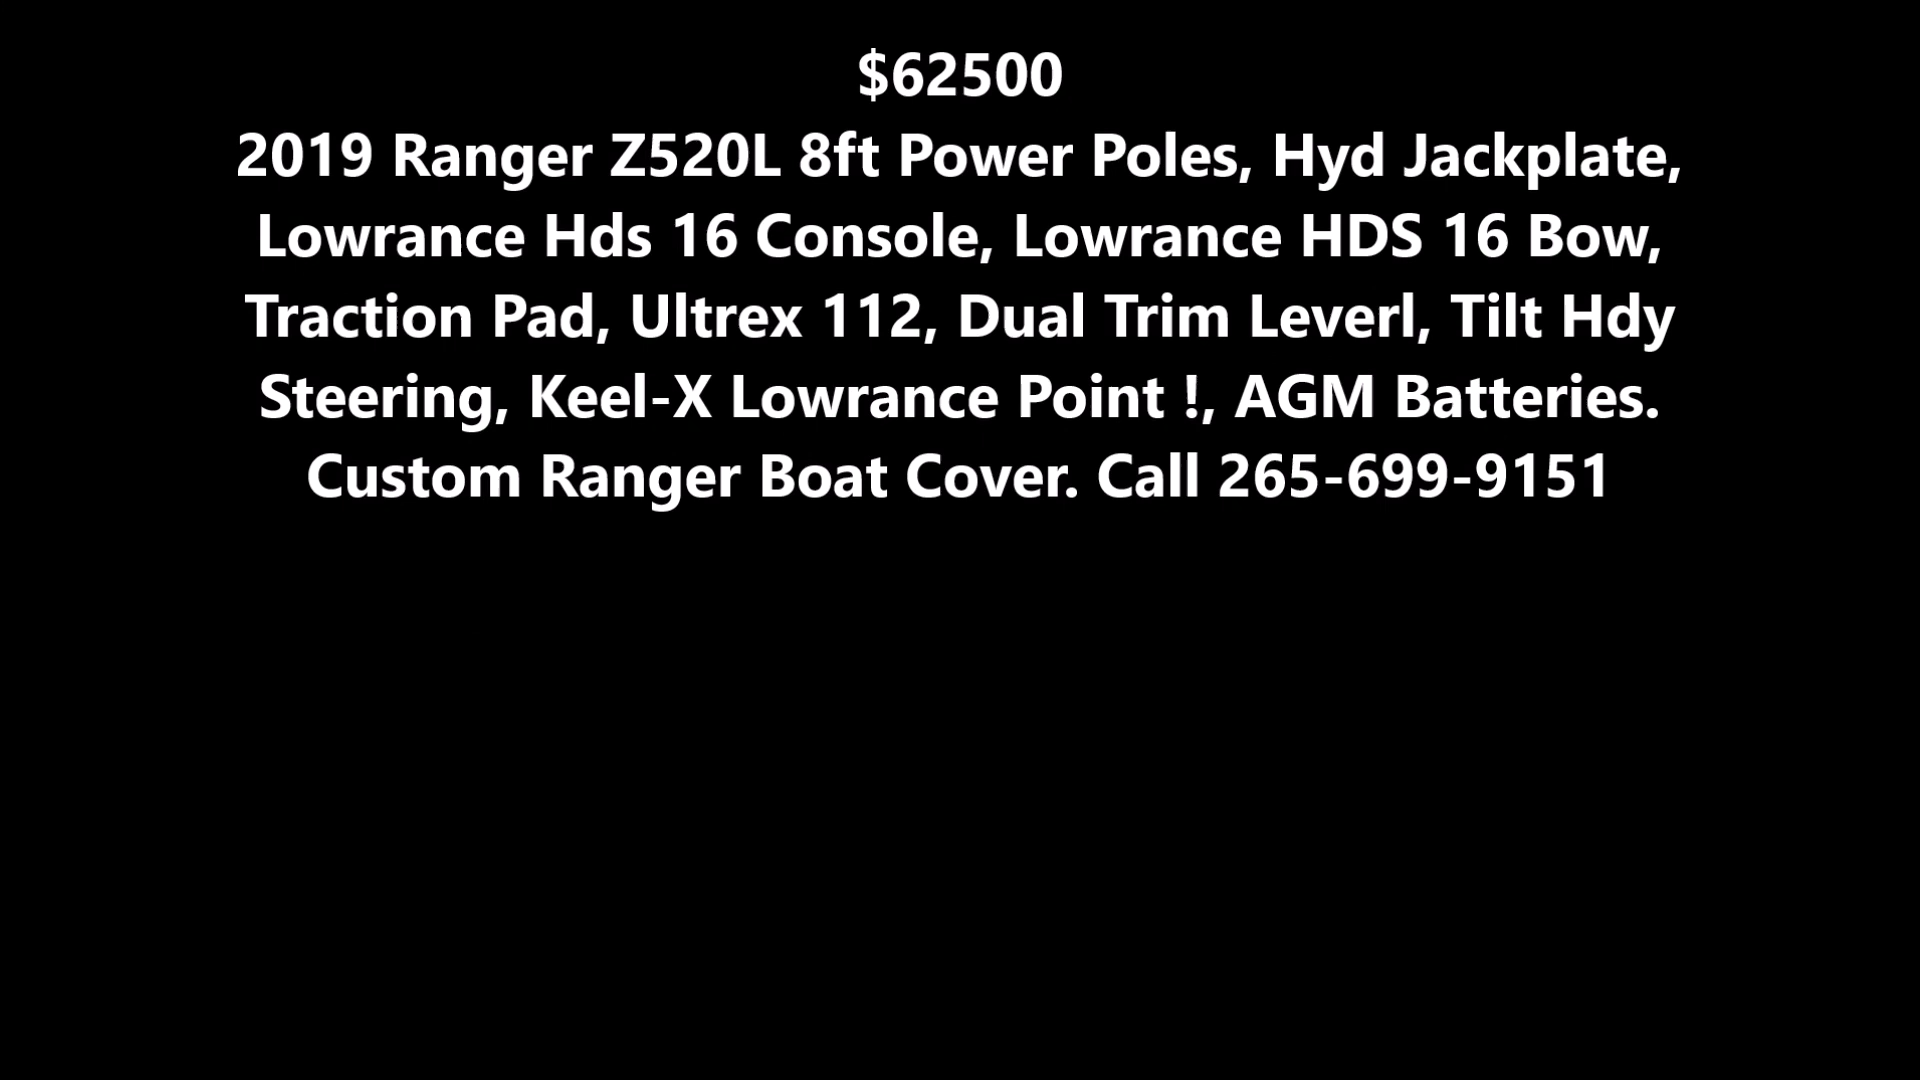 $62500
2019 Ranger Z520L 8ft Power Poles, Hyd Jackplate,
Lowrance Hds 16 Console, Lowrance HDS 16 Bow,
Traction Pad, Ultrex 112, Dual Trim Leverl, Tilt Hdy
Steering, Keel-X Lowrance Point !, AGM Batteries.
Custom Ranger Boat Cover. Call 265-699-9151